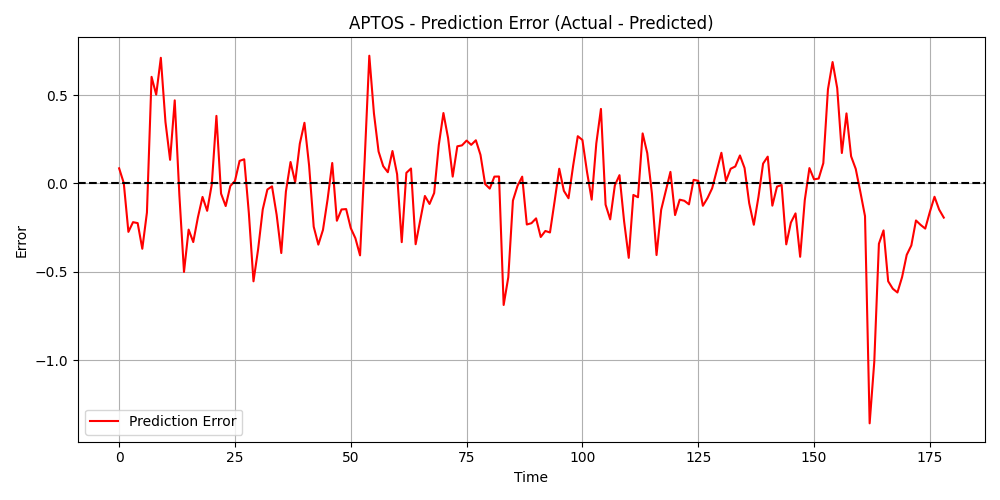 APTOS - Prediction Error (Actual - Predicted)
Error
0.5
0.0
−0.5
−1.0
Prediction Error
0 25 50 75 100 125 150 175
Time